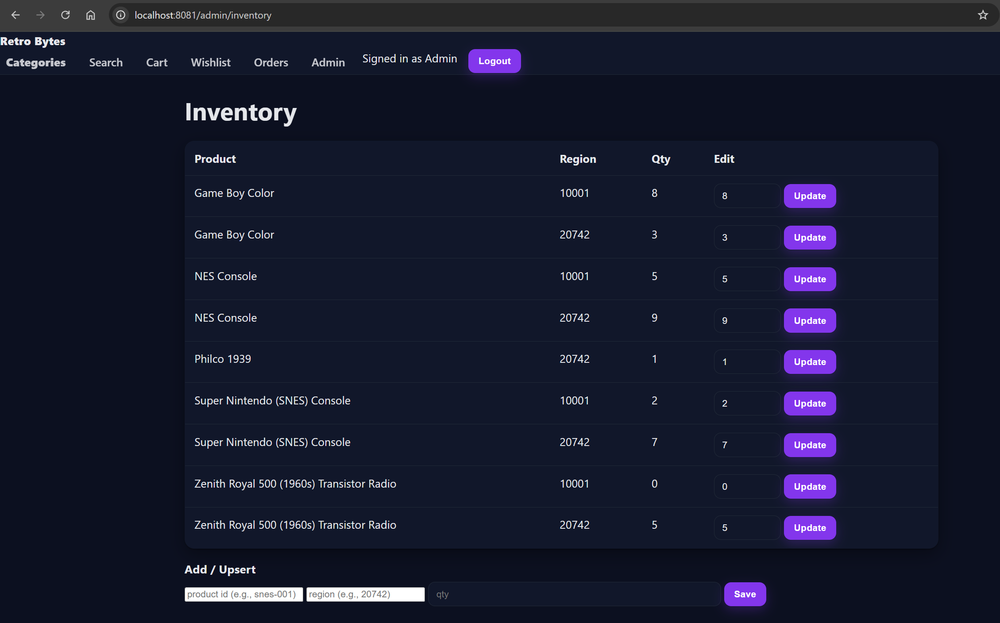 localhost:8081/admin/inventory
Retro Bytes
Categories Search Cart Wishlist Orders Admin Signed in as Admin Logout
Inventory
Product Region Qty Edit
Game Boy Color 10001 8 8 Update
Game Boy Color 20742 3 3 Update
NES Console 10001 5 5 Update
NES Console 20742 9 9 Update
Philco 1939 20742 1 1 Update
Super Nintendo (SNES) Console 10001 2 2 Update
Super Nintendo (SNES) Console 20742 7 7 Update
Zenith Royal 500 (1960s) Transistor Radio 10001 0 0 Update
Zenith Royal 500 (1960s) Transistor Radio 20742 5 5 Update
Add / Upsert
product id (e.g., snes-001) region (e.g., 20742) qty Save